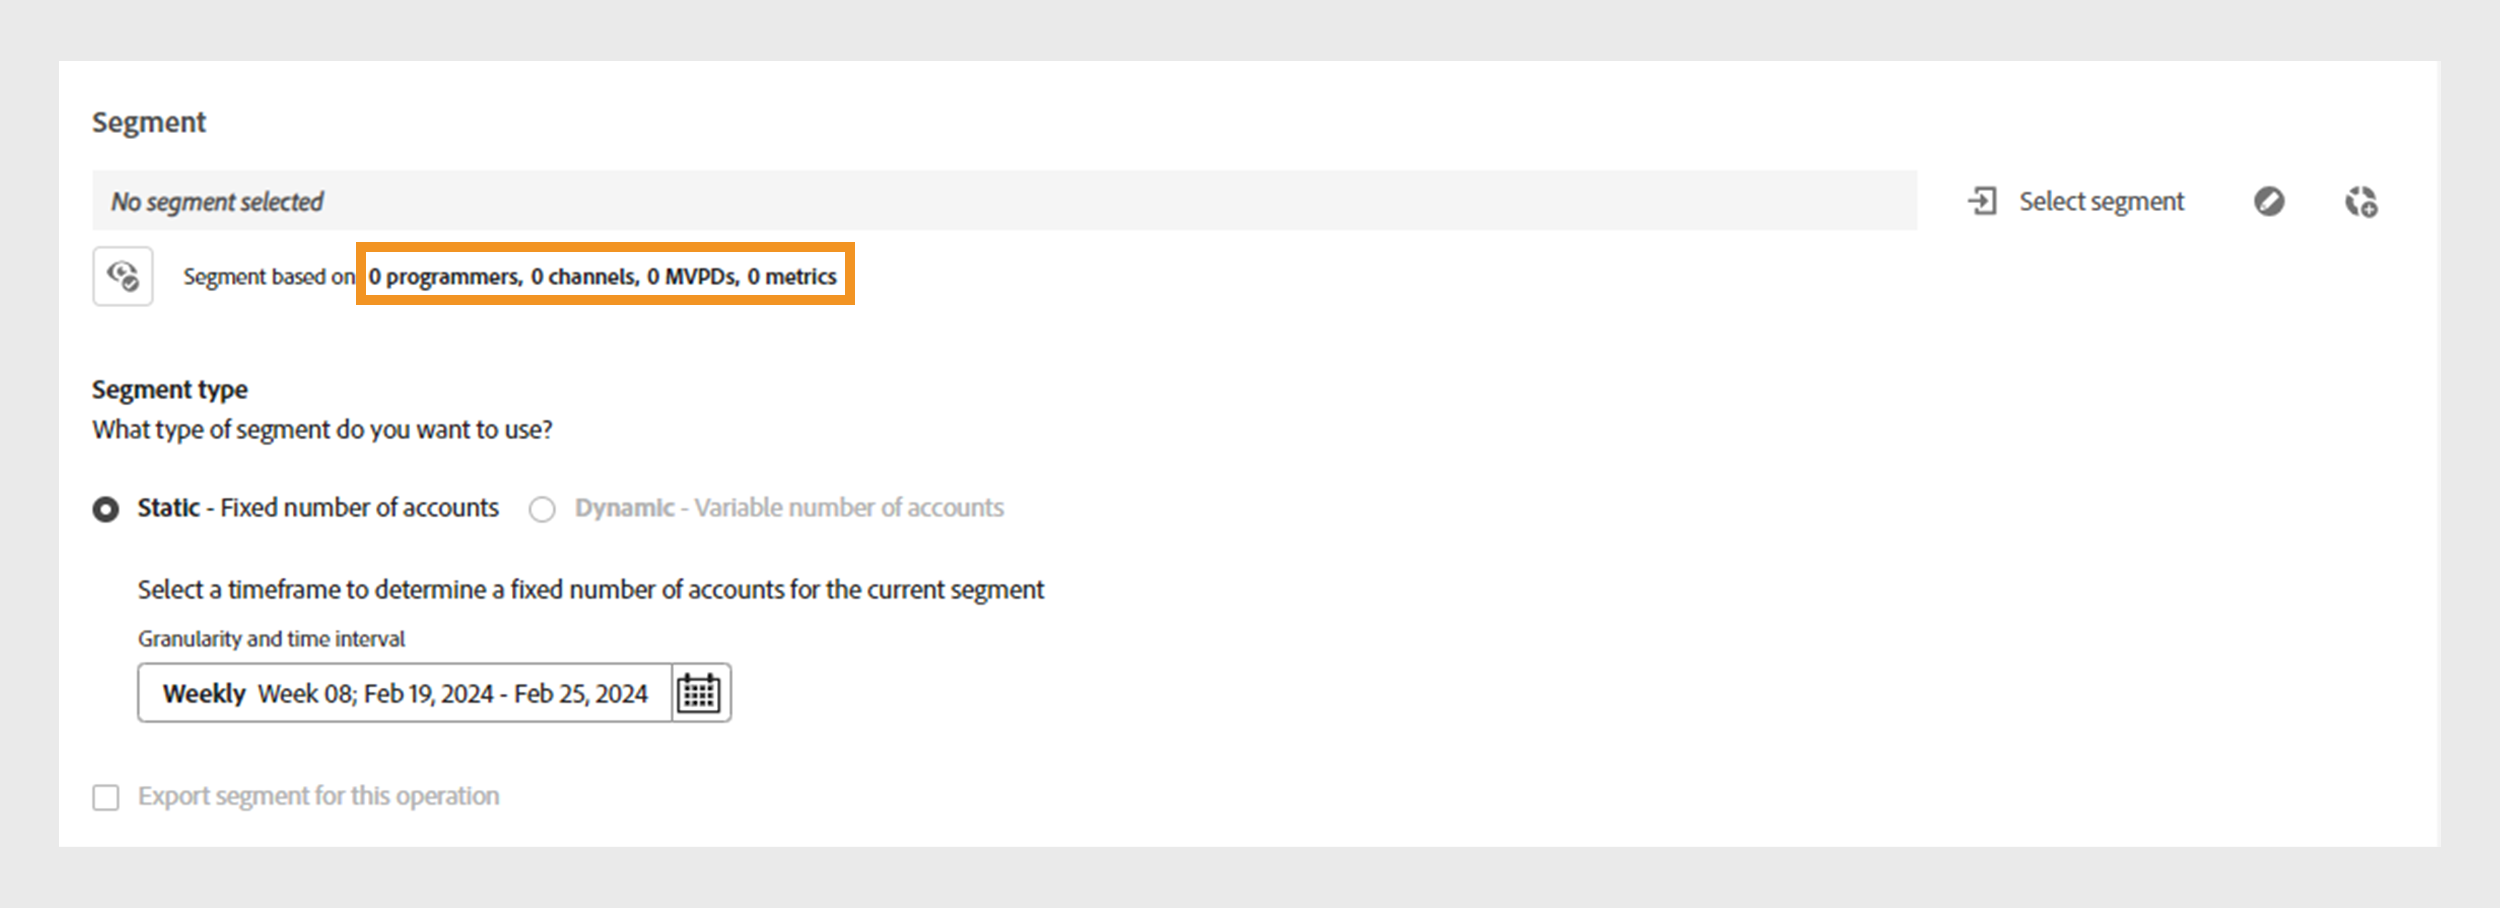 Segment
No segment selected
Select segment
Segment based on 0 programmers, 0 channels, 0 MVPDs, 0 metrics
Segment type
What type of segment do you want to use?
Static - Fixed number of accounts
Dynamic - Variable number of accounts
Select a timeframe to determine a fixed number of accounts for the current segment
Granularity and time interval
Weekly Week 08; Feb 19, 2024 - Feb 25, 2024
Export segment for this operation